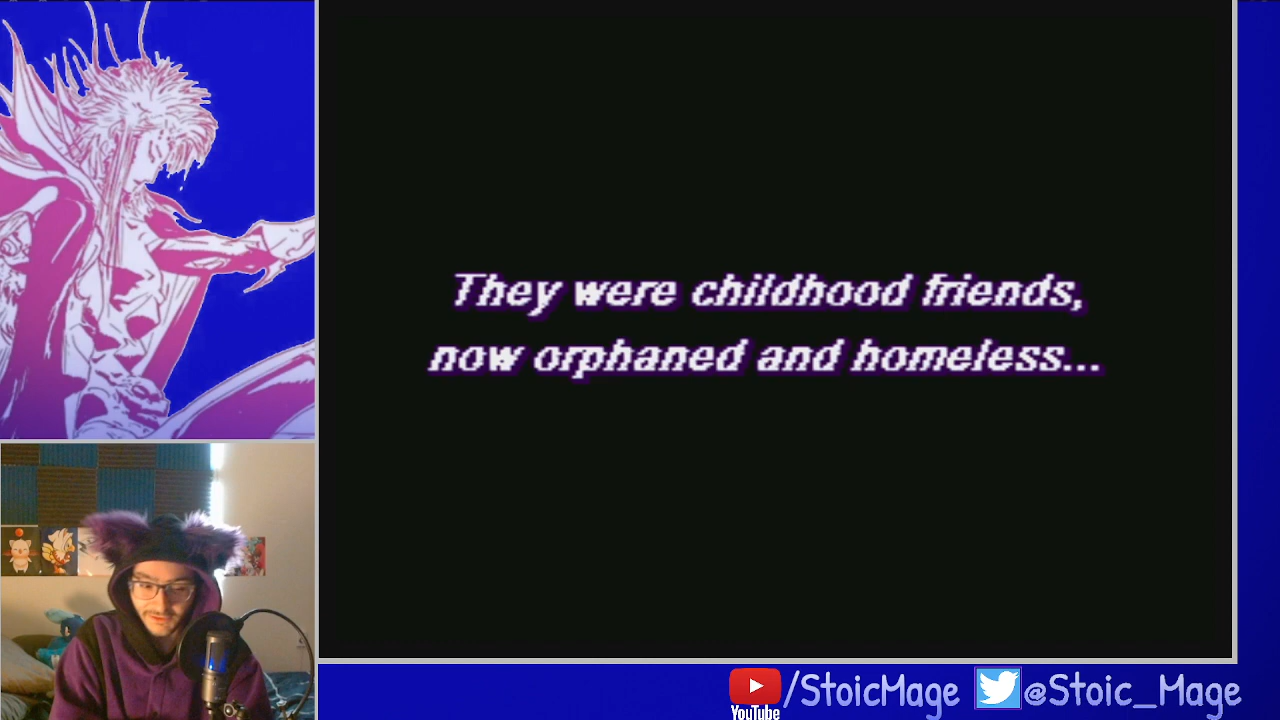 They were childhood friends,
now orphaned and homeless...
YouTube
/StoicMage
@Stoic_Mage